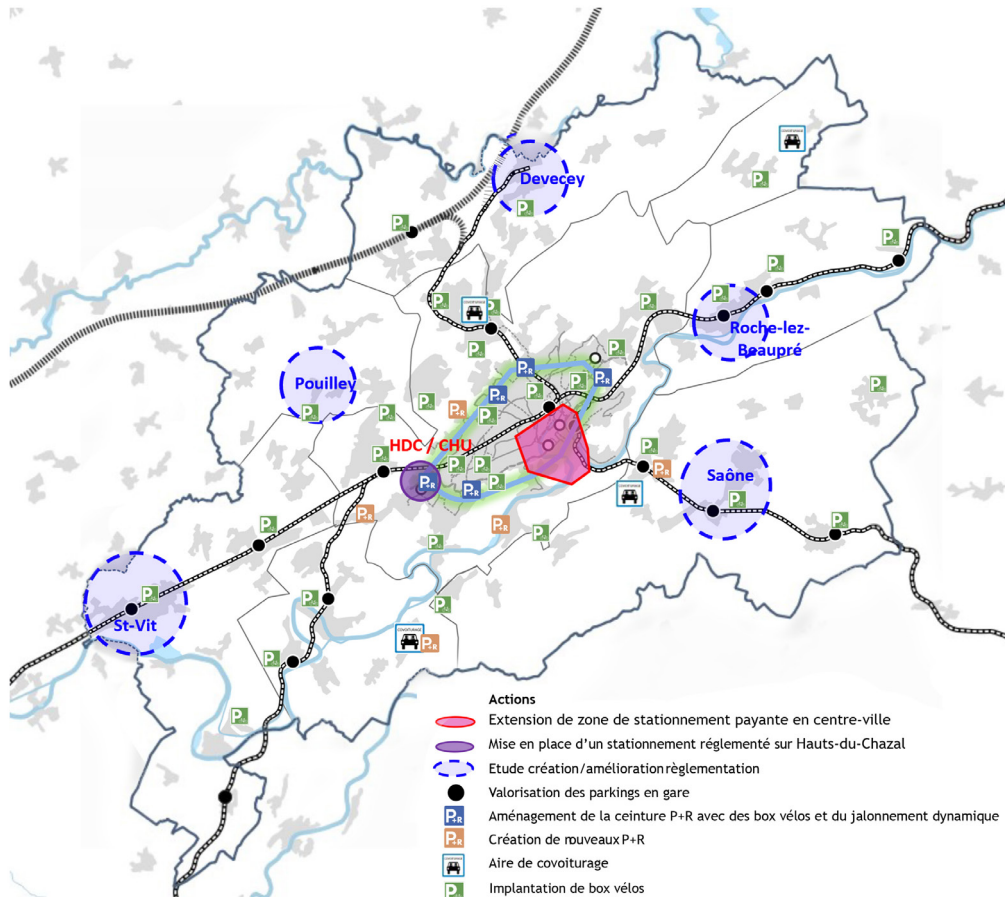 Devecey
Roche-lez-
Beaupré
Pouilley
HDC / CHU
Saône
St-Vit
P+R
P+R
P+R
P+R
P+R
P+R
P+R
P+R
P+R
P+R
COVOITURAGE
Actions
Extension de zone de stationnement payante en centre-ville
Mise en place d'un stationnement réglementé sur Hauts-du-Chazal
Etude création/amélioration règlementation
Valorisation des parkings en gare
P+R Aménagement de la ceinture P+R avec des box vélos et du jalonnement dynamique
P+R Création de nouveaux P+R
Aire de covoiturage
Implantation de box vélos